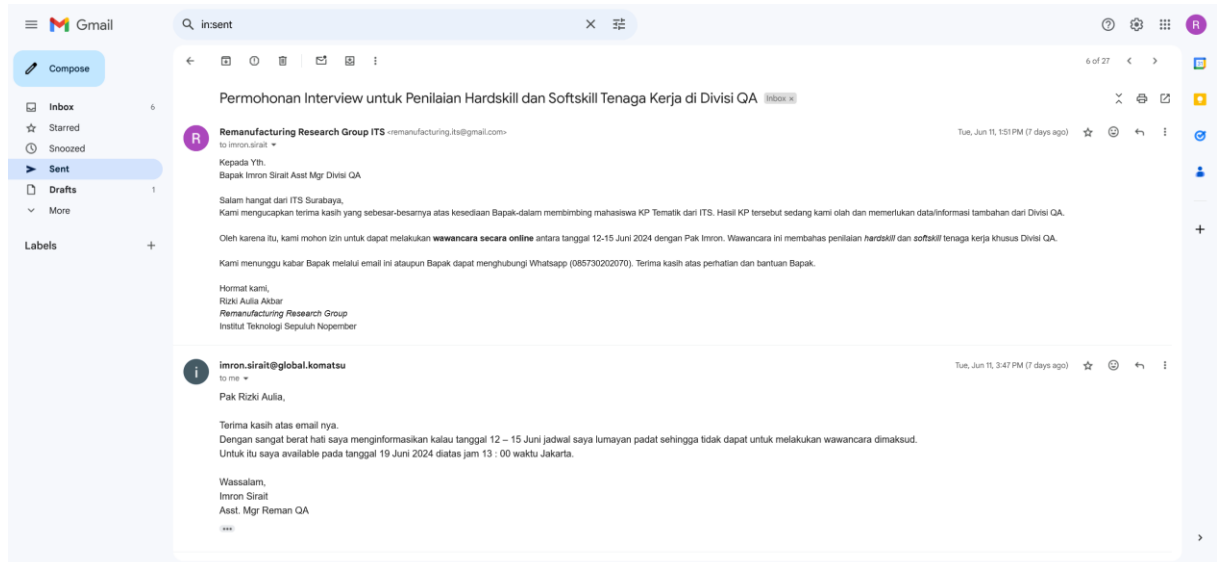 Gmail
in:sent
R
Compose
6 of 27
Inbox 6
Starred
Snoozed
Sent
Drafts 1
More
Labels
Permohonan Interview untuk Penilaian Hardskill dan Softskill Tenaga Kerja di Divisi QA Inbox x
R
Remanufacturing Research Group ITS <remanufacturing.its@gmail.com>
Tue, Jun 11, 1:51 PM (7 days ago)
to imron.sirait
Kepada Yth.
Bapak Imron Sirait Asst Mgr Divisi QA
Salam hangat dari ITS Surabaya,
Kami mengucapkan terima kasih yang sebesar-besarnya atas kesediaan Bapak-dalam membimbing mahasiswa KP Tematik dari ITS. Hasil KP tersebut sedang kami olah dan memerlukan data/informasi tambahan dari Divisi QA.
Oleh karena itu, kami mohon izin untuk dapat melakukan wawancara secara online antara tanggal 12-15 Juni 2024 dengan Pak Imron. Wawancara ini membahas penilaian hardskill dan softskill tenaga kerja khusus Divisi QA.
Kami menunggu kabar Bapak melalui email ini ataupun Bapak dapat menghubungi Whatsapp (085730202070). Terima kasih atas perhatian dan bantuan Bapak.
Hormat kami,
Rizki Aulia Akbar
Remanufacturing Research Group
Institut Teknologi Sepuluh Nopember
i
imron.sirait@global.komatsu
Tue, Jun 11, 3:47 PM (7 days ago)
to me
Pak Rizki Aulia,
Terima kasih atas email nya.
Dengan sangat berat hati saya menginformasikan kalau tanggal 12 – 15 Juni jadwal saya lumayan padat sehingga tidak dapat untuk melakukan wawancara dimaksud.
Untuk itu saya available pada tanggal 19 Juni 2024 diatas jam 13 : 00 waktu Jakarta.
Wassalam,
Imron Sirait
Asst. Mgr Reman QA